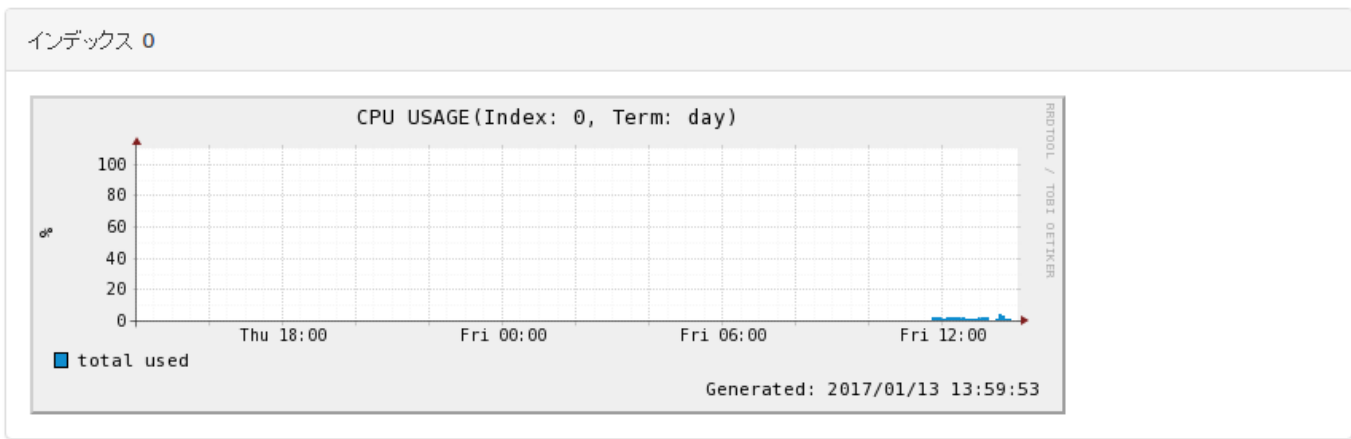 インデックス 0
CPU USAGE(Index: 0, Term: day)
RRDTOOL / TOBI OETIKER
100
80
60
40
20
0
%
Thu 18:00 Fri 00:00 Fri 06:00 Fri 12:00
total used
Generated: 2017/01/13 13:59:53